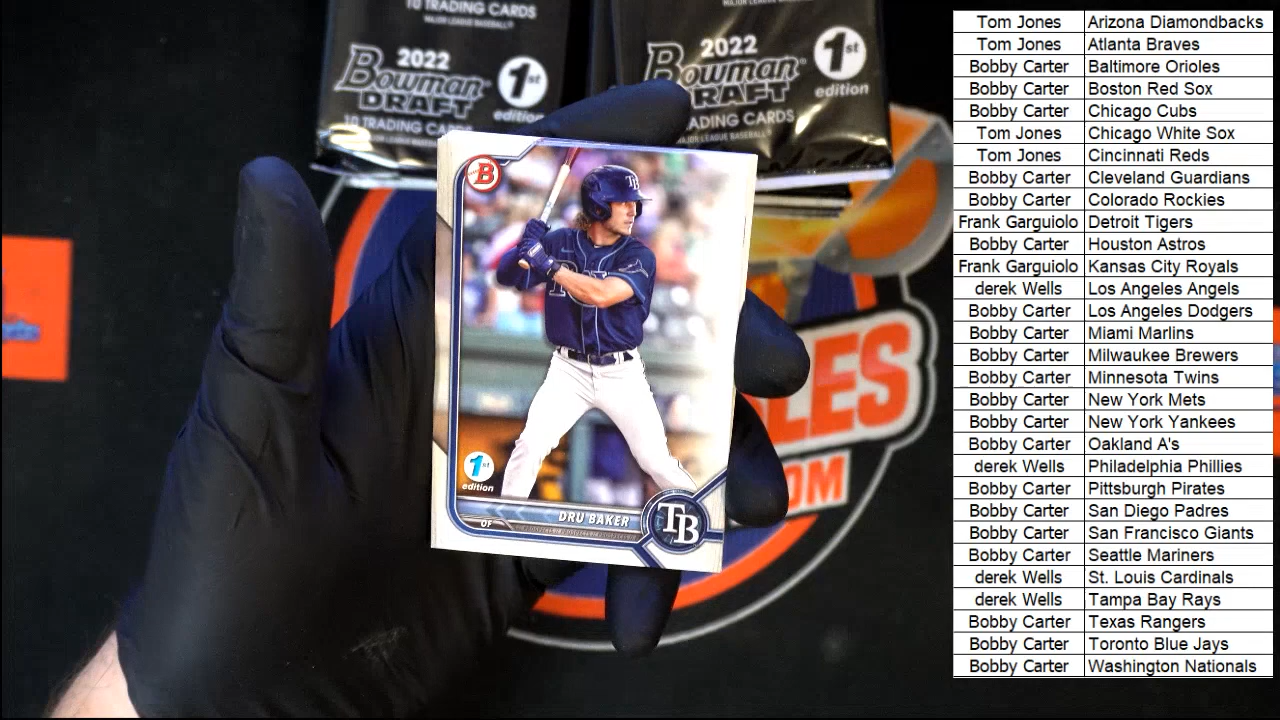 10 TRADING CARDS
MAJOR LEAGUE BASEBALL
2022
Bowman
DRAFT
1st
edition
10 TRADING CARDS
MAJOR LEAGUE BASEBALL
2022
Bowman
DRAFT
1st
edition
TRADING CARDS
MAJOR LEAGUE BASEBALL
B
TB
1st
edition
DRU BAKER
OF
TB
LES
OM
Tom Jones Arizona Diamondbacks
Tom Jones Atlanta Braves
Bobby Carter Baltimore Orioles
Bobby Carter Boston Red Sox
Bobby Carter Chicago Cubs
Tom Jones Chicago White Sox
Tom Jones Cincinnati Reds
Bobby Carter Cleveland Guardians
Bobby Carter Colorado Rockies
Frank Garguiolo Detroit Tigers
Bobby Carter Houston Astros
Frank Garguiolo Kansas City Royals
derek Wells Los Angeles Angels
Bobby Carter Los Angeles Dodgers
Bobby Carter Miami Marlins
Bobby Carter Milwaukee Brewers
Bobby Carter Minnesota Twins
Bobby Carter New York Mets
Bobby Carter New York Yankees
Bobby Carter Oakland A's
derek Wells Philadelphia Phillies
Bobby Carter Pittsburgh Pirates
Bobby Carter San Diego Padres
Bobby Carter San Francisco Giants
Bobby Carter Seattle Mariners
derek Wells St. Louis Cardinals
derek Wells Tampa Bay Rays
Bobby Carter Texas Rangers
Bobby Carter Toronto Blue Jays
Bobby Carter Washington Nationals